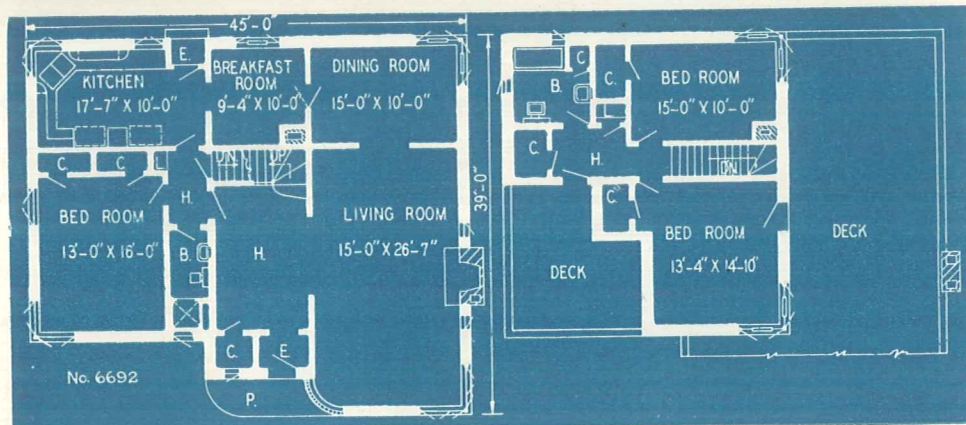 45'-0"
E.
KITCHEN
17'-7" X 10'-0"
BREAKFAST
ROOM
9'-4" X 10'-0"
DINING ROOM
15'-0" X 10'-0"
C.
C.
L.
DN
UP
BED ROOM
13'-0" X 16'-0"
H.
B.
H.
LIVING ROOM
15'-0" X 26'-7"
39'-0"
C.
E.
No. 6692
P.
B.
C.
C.
BED ROOM
15'-0" X 10'-0"
C.
H.
DN
C.
BED ROOM
13'-4" X 14'-10"
DECK
DECK